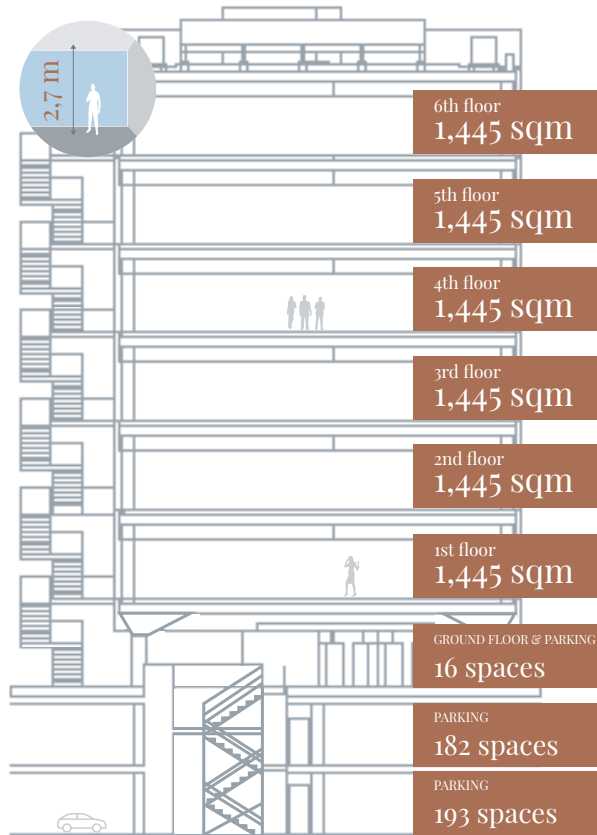 2,7 m
6th floor
1,445 sqm
5th floor
1,445 sqm
4th floor
1,445 sqm
3rd floor
1,445 sqm
2nd floor
1,445 sqm
1st floor
1,445 sqm
GROUND FLOOR & PARKING
16 spaces
PARKING
182 spaces
PARKING
193 spaces